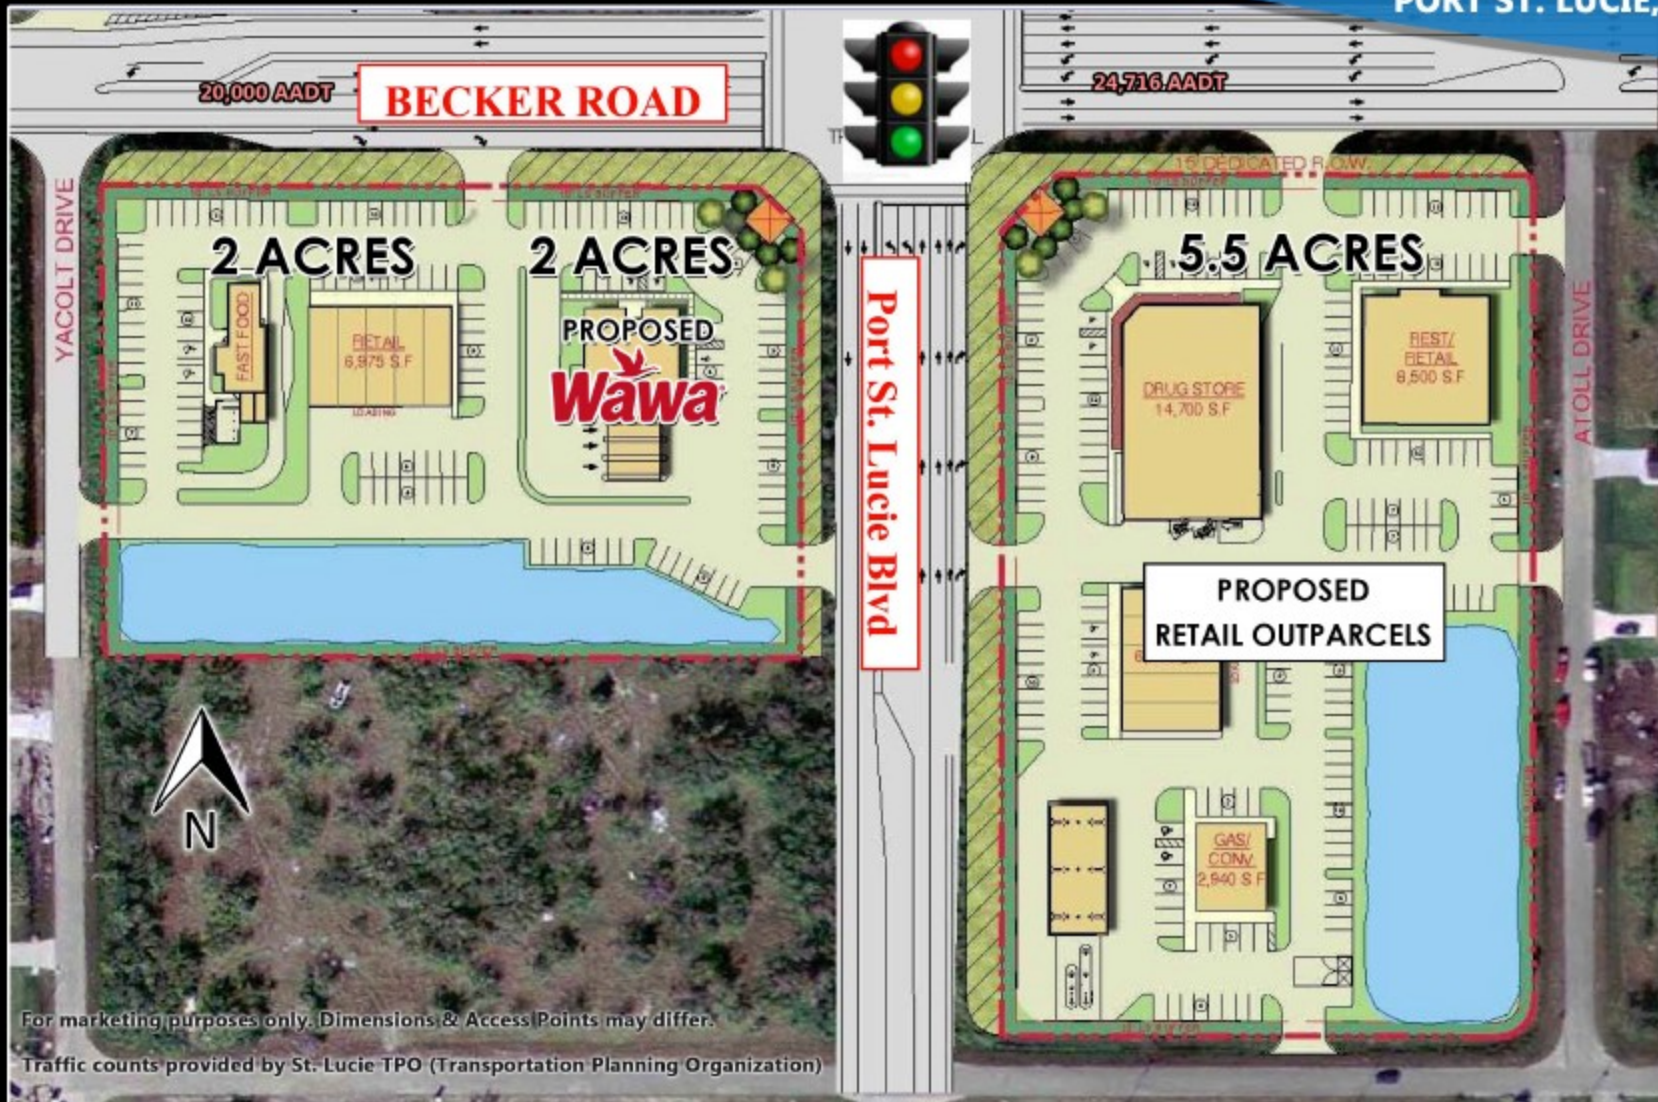 PORT ST. LUCIE,
20,000 AADT
BECKER ROAD
24,716 AADT
15' DEDICATED R.O.W.
YACOLT DRIVE
2 ACRES
2 ACRES
5.5 ACRES
FAST FOOD
RETAIL
6,975 S.F
LOADING
PROPOSED
Wawa
Port St. Lucie Blvd
DRUG STORE
14,700 S.F
REST/
RETAIL
8,500 S.F
ATOLL DRIVE
PROPOSED
RETAIL OUTPARCELS
GAS/
CONV.
2,940 S F
N
For marketing purposes only. Dimensions & Access Points may differ.
Traffic counts provided by St. Lucie TPO (Transportation Planning Organization)